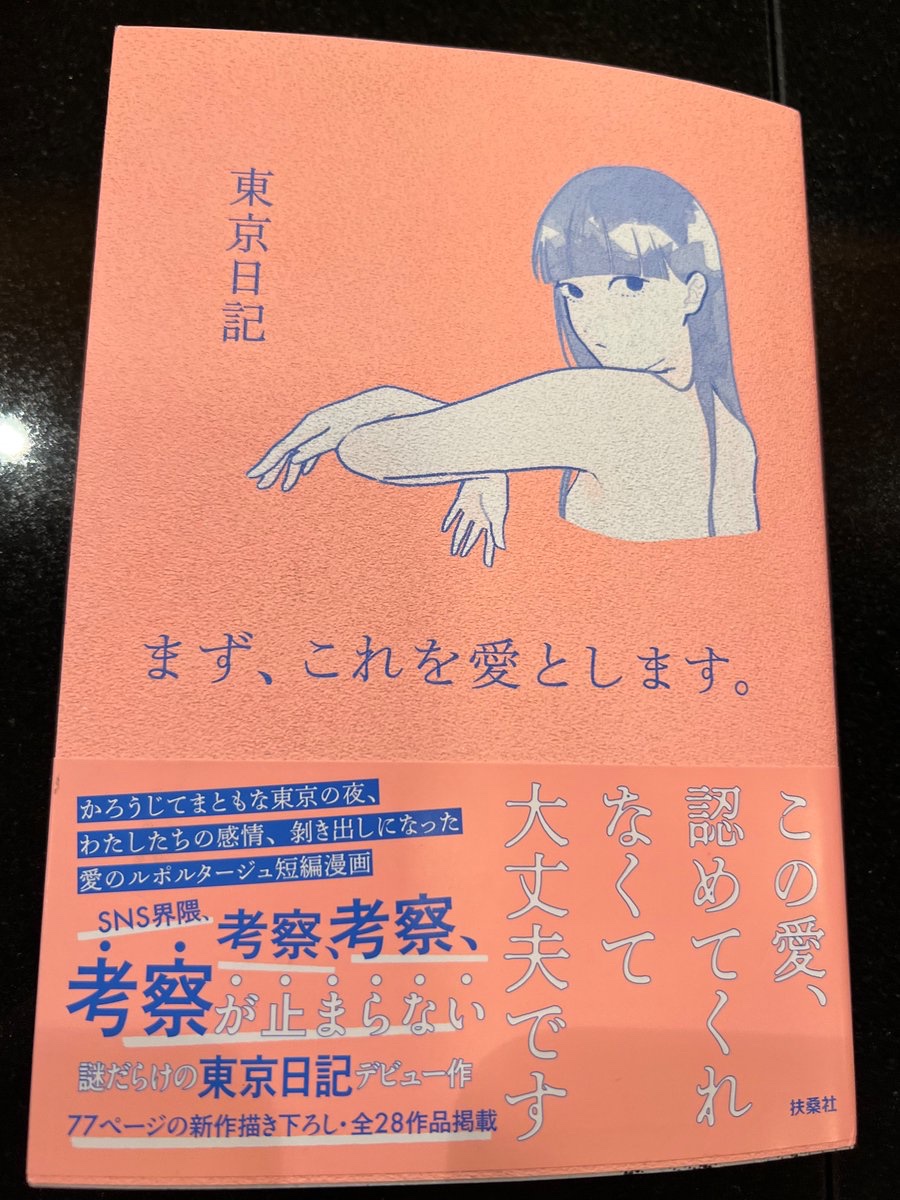 東京日記
まず、これを愛とします。
この愛、
認めてくれ
なくて
大丈夫です
かろうじてまともな東京の夜、
わたしたちの感情、剝き出しになった
愛のルポルタージュ短編漫画
SNS界隈、
考察、考察、
考察が止まらない
謎だらけの東京日記デビュー作
77ページの新作描き下ろし・全28作品掲載
扶桑社